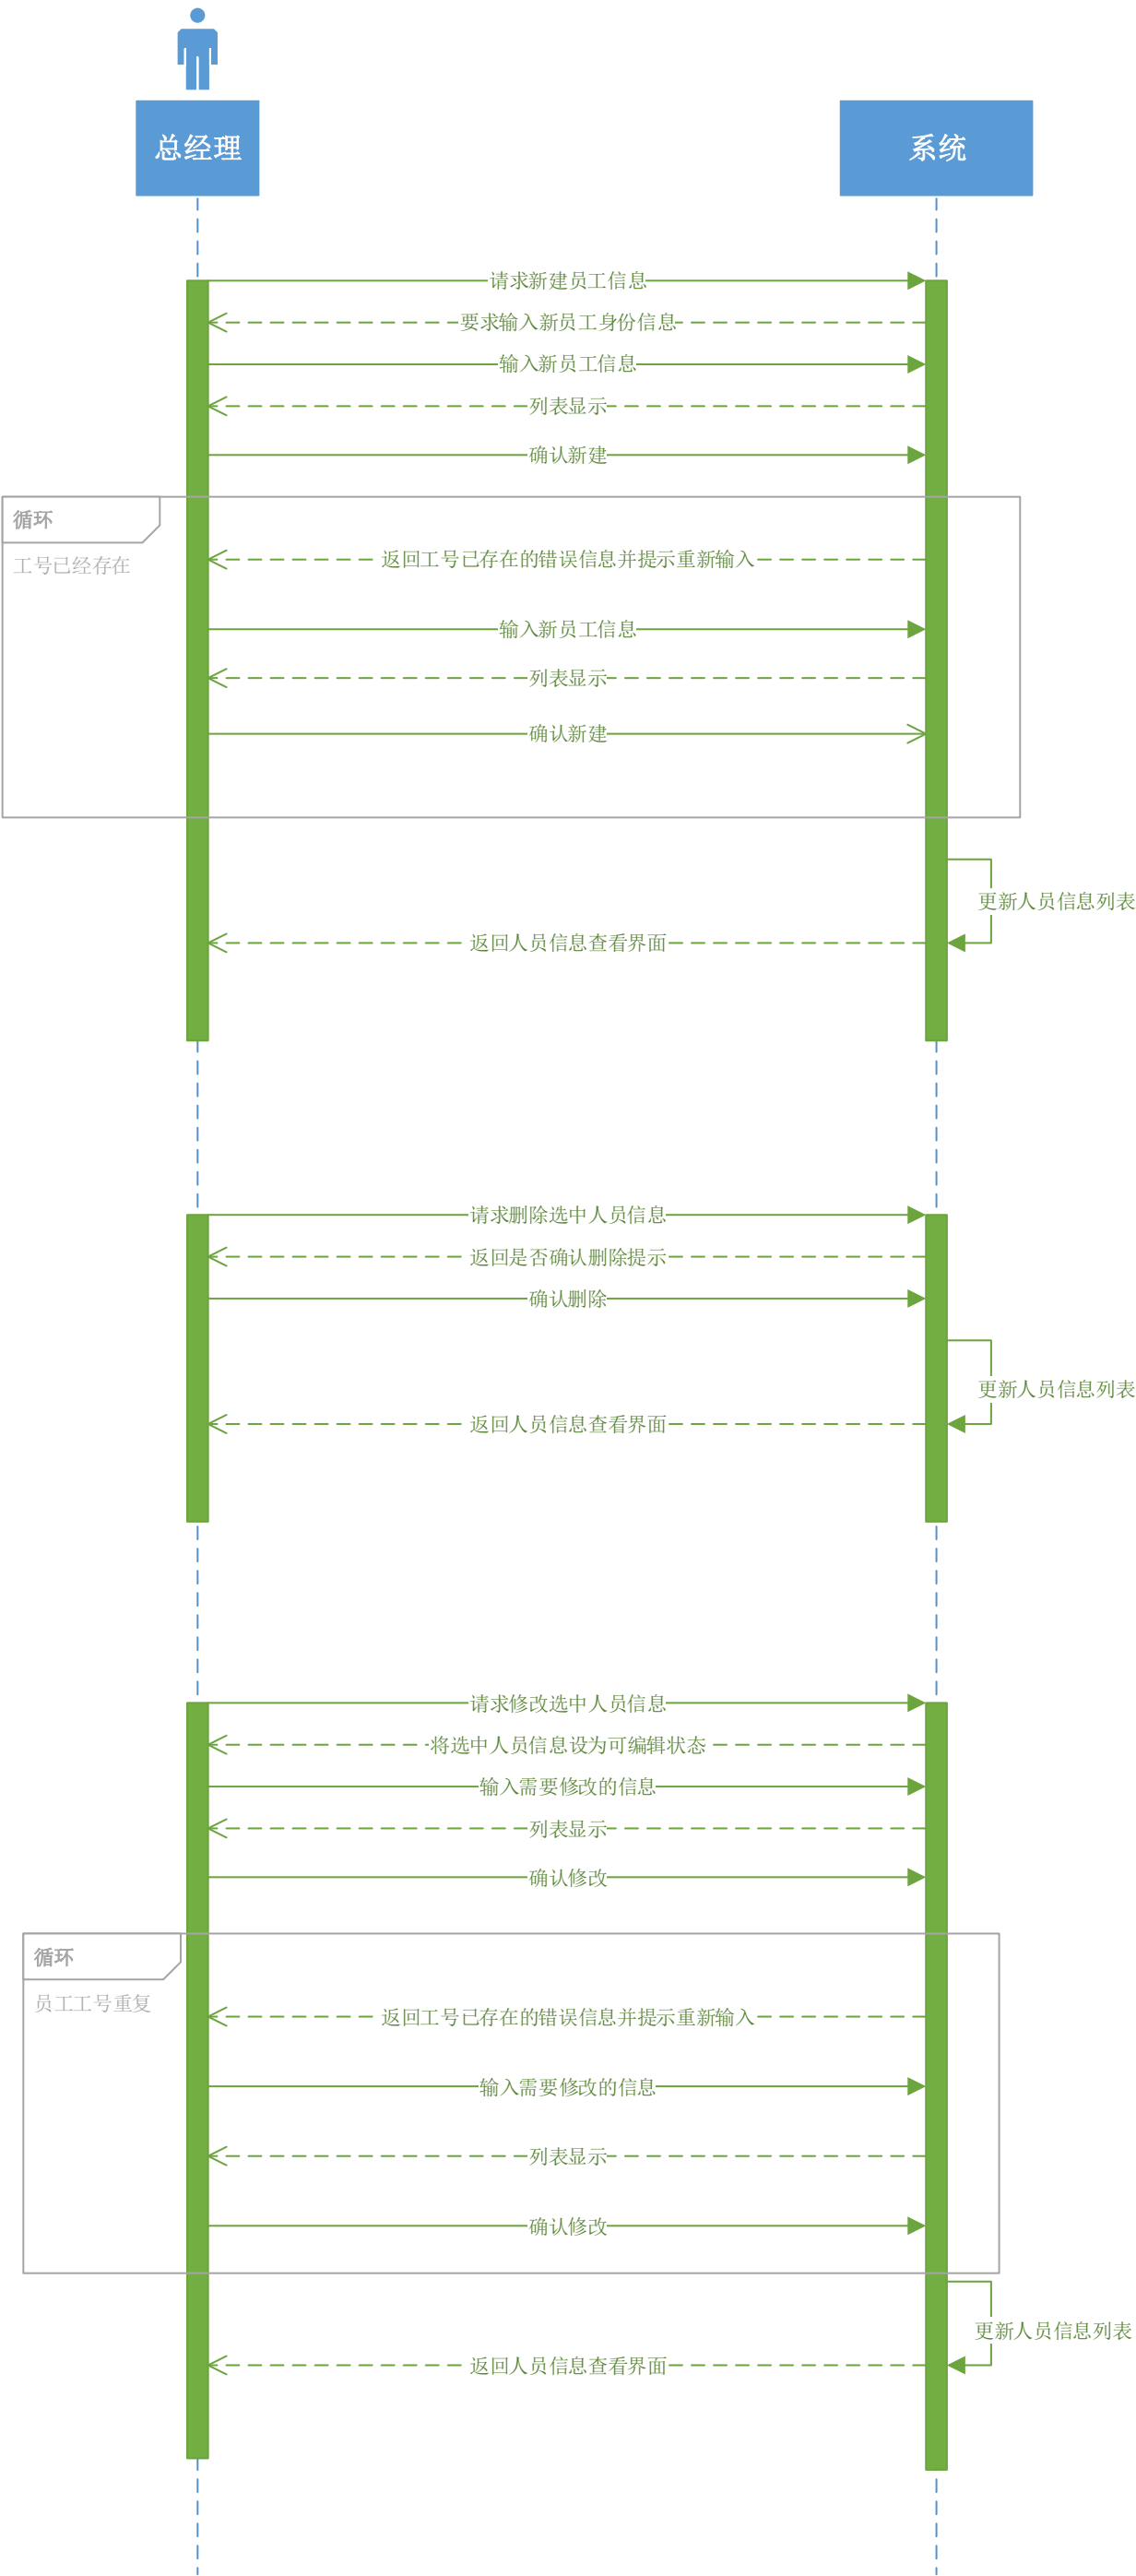 总经理
系统
请求新建员工信息
要求输入新员工身份信息
输入新员工信息
列表显示
确认新建
循环
工号已经存在
返回工号已存在的错误信息并提示重新输入
输入新员工信息
列表显示
确认新建
更新人员信息列表
返回人员信息查看界面
请求删除选中人员信息
返回是否确认删除提示
确认删除
更新人员信息列表
返回人员信息查看界面
请求修改选中人员信息
将选中人员信息设为可编辑状态
输入需要修改的信息
列表显示
确认修改
循环
员工工号重复
返回工号已存在的错误信息并提示重新输入
输入需要修改的信息
列表显示
确认修改
更新人员信息列表
返回人员信息查看界面